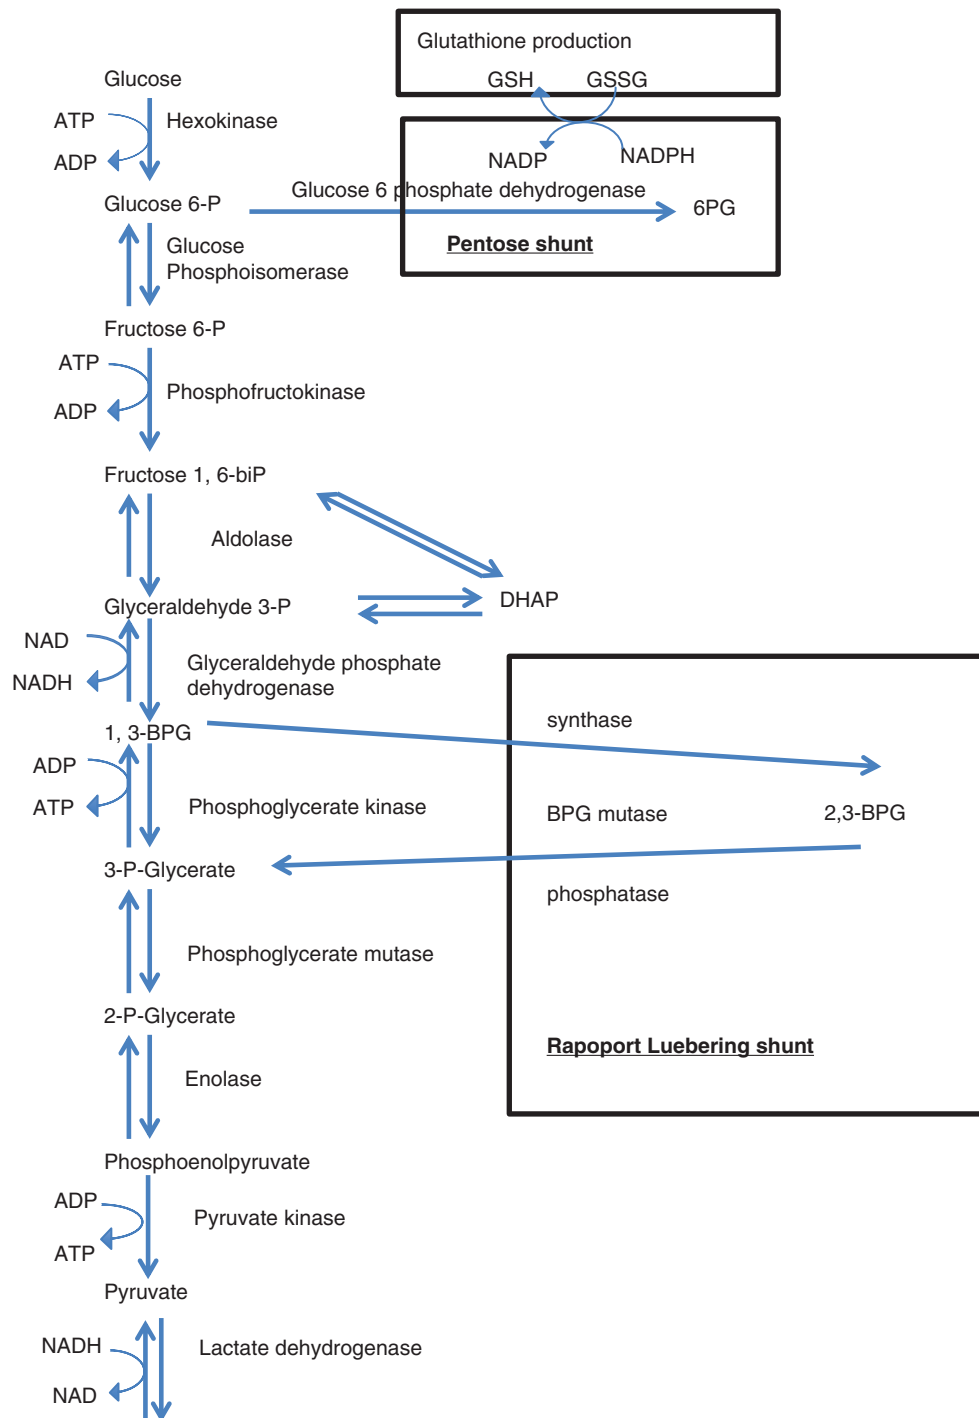 Glutathione production
GSH GSSG
Glucose
ATP
Hexokinase
ADP
NADP NADPH
Glucose 6 phosphate dehydrogenase
Glucose 6-P
6PG
Pentose shunt
Glucose
Phosphoisomerase
Fructose 6-P
ATP
Phosphofructokinase
ADP
Fructose 1, 6-biP
Aldolase
Glyceraldehyde 3-P
DHAP
NAD
Glyceraldehyde phosphate
dehydrogenase
NADH
1, 3-BPG
synthase
ADP
ATP
Phosphoglycerate kinase
BPG mutase
2,3-BPG
3-P-Glycerate
phosphatase
Phosphoglycerate mutase
2-P-Glycerate
Rapoport Luebering shunt
Enolase
Phosphoenolpyruvate
ADP
Pyruvate kinase
ATP
Pyruvate
NADH
Lactate dehydrogenase
NAD